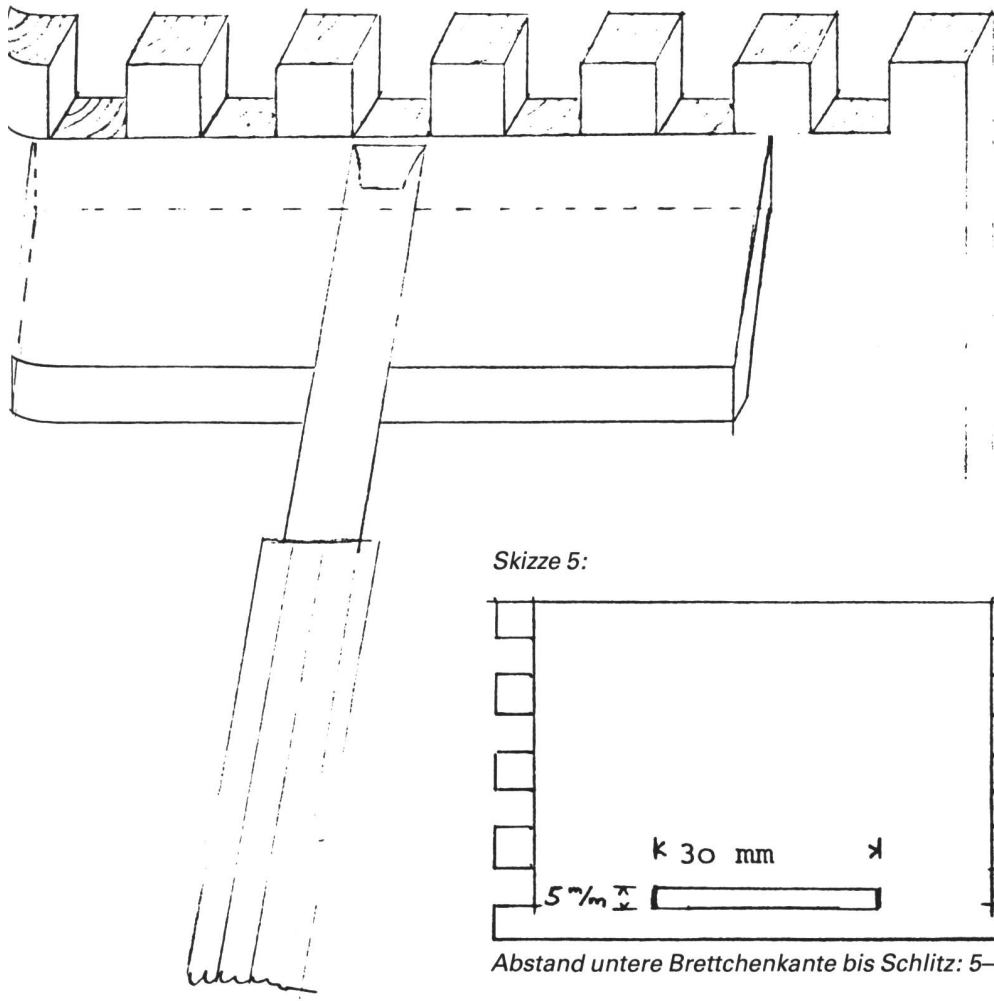 Skizze 5:
30 mm
5 m/m
Abstand untere Brettchenkante bis Schlitz: 5–